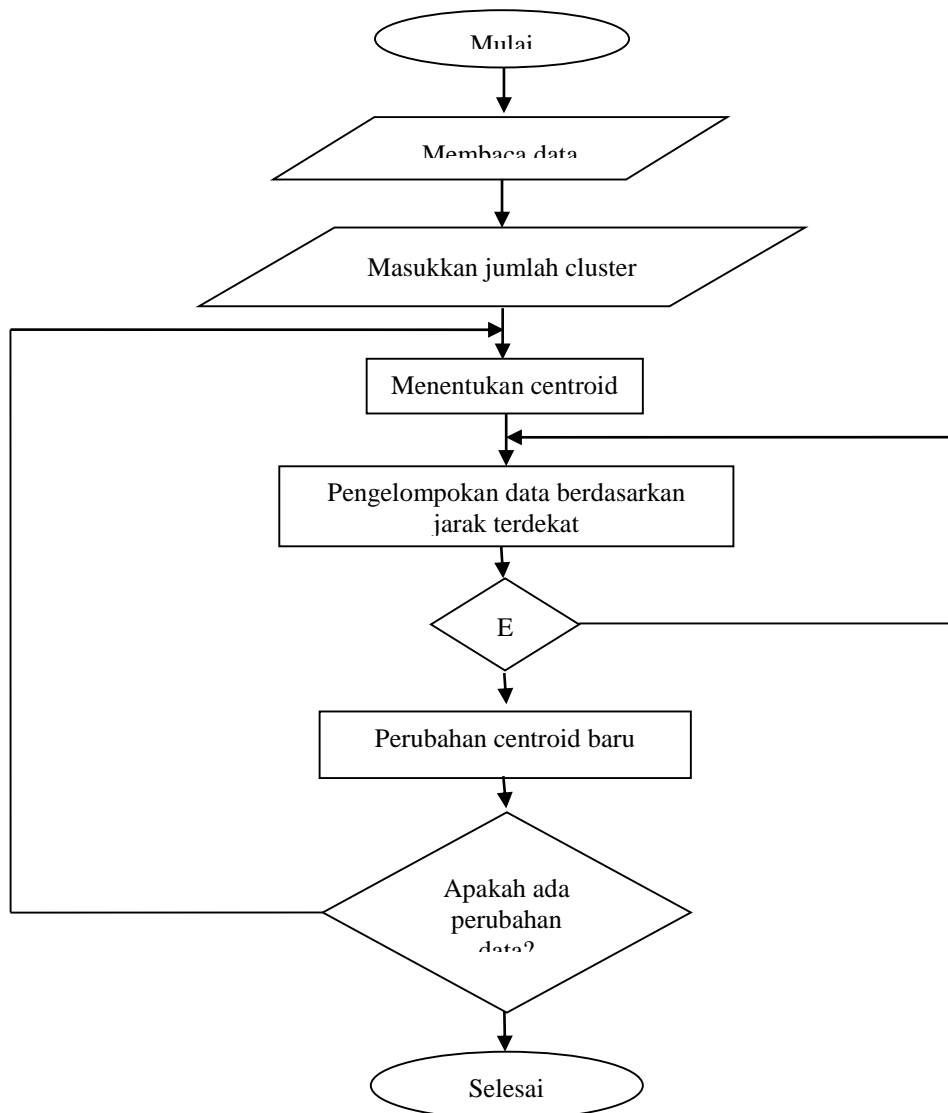 Mulai
Membaca data
Masukkan jumlah cluster
Menentukan centroid
Pengelompokan data berdasarkan
jarak terdekat
E
Perubahan centroid baru
Apakah ada
perubahan
data?
Selesai